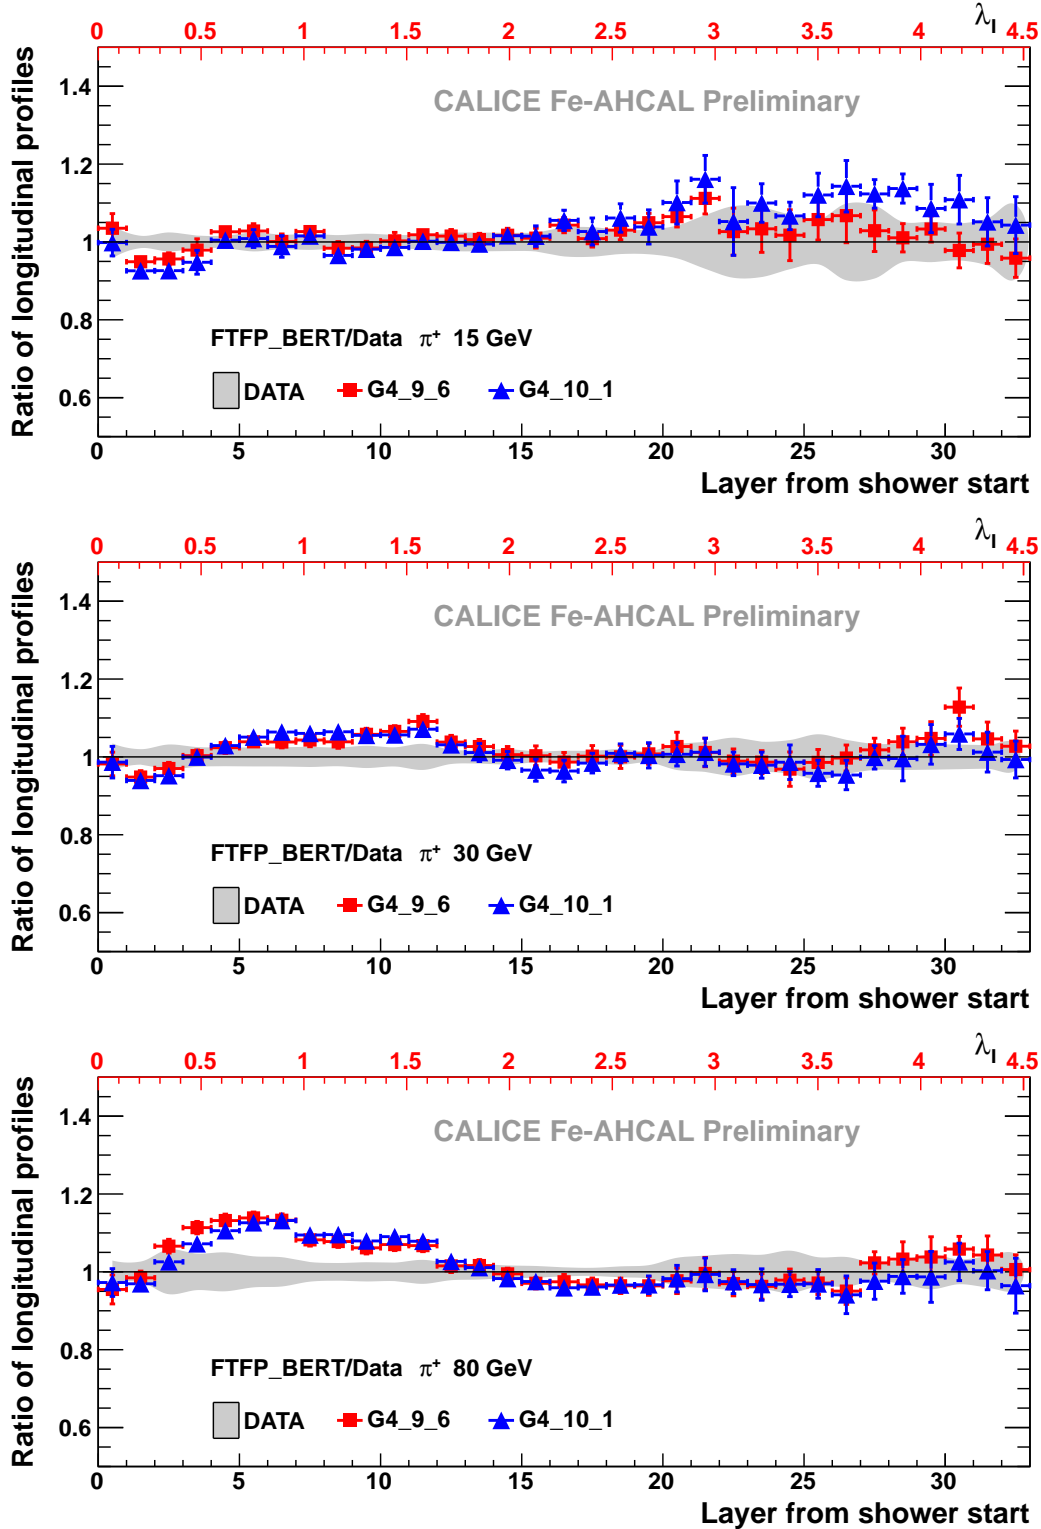 0 0.5 1 1.5 2 2.5 3 3.5 4 4.5
λI
Ratio of longitudinal profiles
1.4
1.2
1
0.8
0.6
CALICE Fe-AHCAL Preliminary
FTFP_BERT/Data π+ 15 GeV
DATA G4_9_6 G4_10_1
0 5 10 15 20 25 30
Layer from shower start
0 0.5 1 1.5 2 2.5 3 3.5 4 4.5
λI
Ratio of longitudinal profiles
1.4
1.2
1
0.8
0.6
CALICE Fe-AHCAL Preliminary
FTFP_BERT/Data π+ 30 GeV
DATA G4_9_6 G4_10_1
0 5 10 15 20 25 30
Layer from shower start
0 0.5 1 1.5 2 2.5 3 3.5 4 4.5
λI
Ratio of longitudinal profiles
1.4
1.2
1
0.8
0.6
CALICE Fe-AHCAL Preliminary
FTFP_BERT/Data π+ 80 GeV
DATA G4_9_6 G4_10_1
0 5 10 15 20 25 30
Layer from shower start